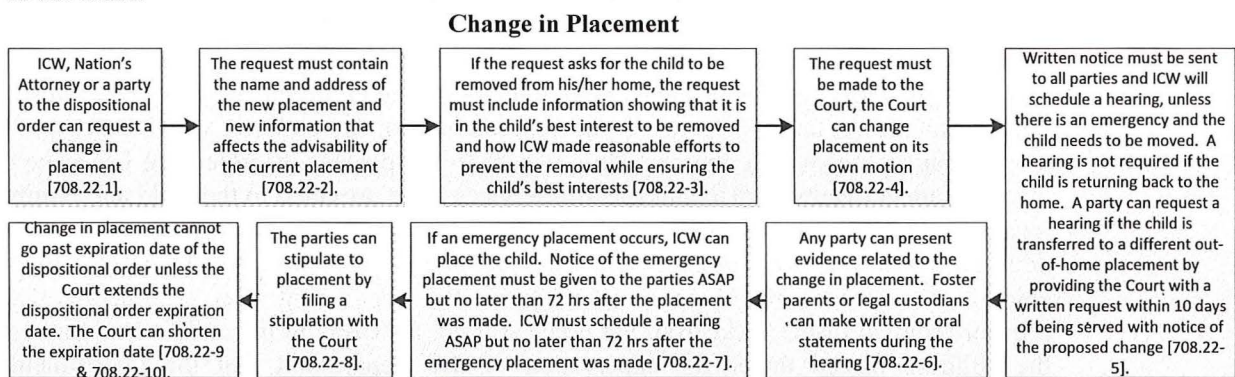 Change in Placement
ICW, Nation's
Attorney or a party
to the dispositional
order can request a
change in
placement
[708.22.1].
The request must contain
the name and address of
the new placement and
new information that
affects the advisability of
the current placement
[708.22-2].
If the request asks for the child to be
removed from his/her home, the request
must include information showing that it is
in the child's best interest to be removed
and how ICW made reasonable efforts to
prevent the removal while ensuring the
child's best interests [708.22-3].
The request must
be made to the
Court, the Court
can change
placement on its
own motion
[708.22-4].
Written notice must be sent
to all parties and ICW will
schedule a hearing, unless
there is an emergency and the
child needs to be moved. A
hearing is not required if the
child is returning back to the
home. A party can request a
hearing if the child is
transferred to a different out-
of-home placement by
providing the Court with a
written request within 10 days
of being served with notice of
the proposed change [708.22-
5].
Any party can present
evidence related to the
change in placement. Foster
parents or legal custodians
can make written or oral
statements during the
hearing [708.22-6].
If an emergency placement occurs, ICW can
place the child. Notice of the emergency
placement must be given to the parties ASAP
but no later than 72 hrs after the placement
was made. ICW must schedule a hearing
ASAP but no later than 72 hrs after the
emergency placement was made [708.22-7].
The parties can
stipulate to
placement by
filing a
stipulation with
the Court
[708.22-8].
Change in placement cannot
go past expiration date of the
dispositional order unless the
Court extends the
dispositional order expiration
date. The Court can shorten
the expiration date [708.22-9
& 708.22-10].